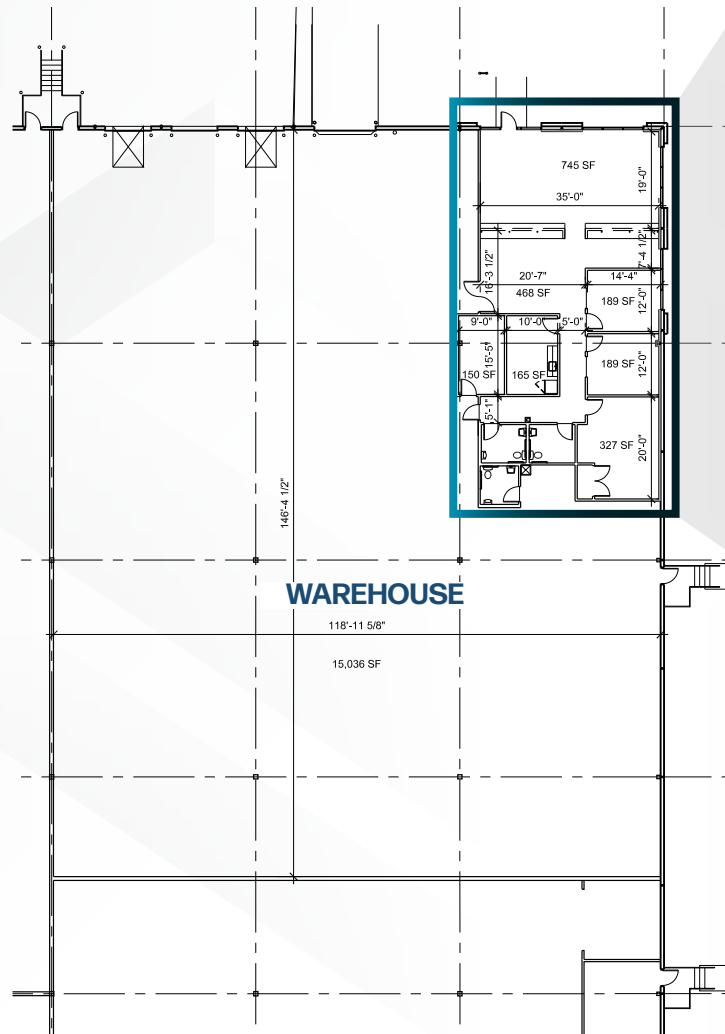 745 SF
19'-0"
35'-0"
7'-4 1/2"
16'-3 1/2"
20'-7"
14'-4"
468 SF
189 SF
12'-0"
9'-0"
10'-0"
5'-0"
15'-5"
150 SF
165 SF
189 SF
12'-0"
5'-1"
327 SF
20'-0"
146'-4 1/2"
WAREHOUSE
118'-11 5/8"
15,036 SF